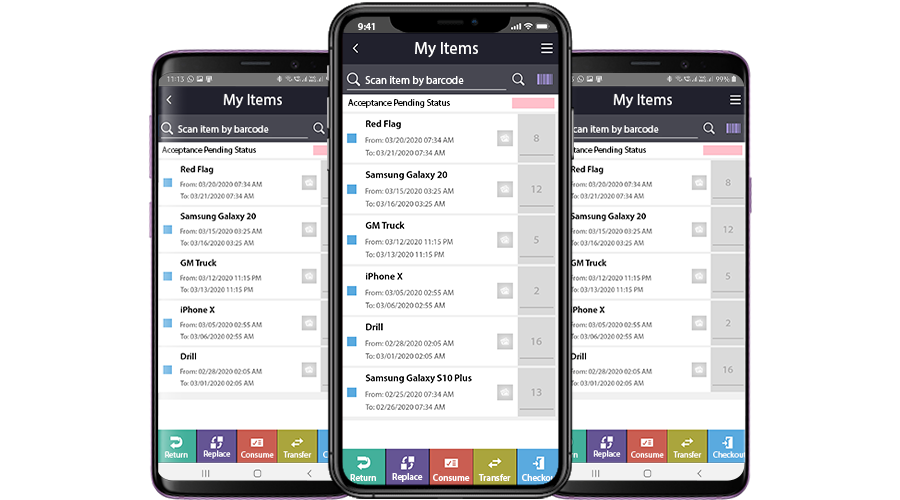 11:13
My Items
Scan item by barcode
Acceptance Pending Status
Red Flag
From: 03/20/2020 07:34 AM
To: 03/21/2020 07:34 AM
Samsung Galaxy 20
From: 03/15/2020 03:25 AM
To: 03/16/2020 03:25 AM
GM Truck
From: 03/12/2020 11:15 PM
To: 03/13/2020 11:15 PM
iPhone X
From: 03/05/2020 02:55 AM
To: 03/06/2020 02:55 AM
Drill
From: 02/28/2020 02:05 AM
To: 03/01/2020 02:05 AM
Return Replace Consume Transfer C
9:41
My Items
Scan item by barcode
Acceptance Pending Status
Red Flag
From: 03/20/2020 07:34 AM 8
To: 03/21/2020 07:34 AM
Samsung Galaxy 20
From: 03/15/2020 03:25 AM 12
To: 03/16/2020 03:25 AM
GM Truck
From: 03/12/2020 11:15 PM 5
To: 03/13/2020 11:15 PM
iPhone X
From: 03/05/2020 02:55 AM 2
To: 03/06/2020 02:55 AM
Drill
From: 02/28/2020 02:05 AM 16
To: 03/01/2020 02:05 AM
Samsung Galaxy S10 Plus
From: 02/25/2020 07:34 AM 13
To: 02/26/2020 07:34 AM
Return Replace Consume Transfer Checkou
99%
My Items
can item by barcode
tance Pending Status
Red Flag
From: 03/20/2020 07:34 AM 8
To: 03/21/2020 07:34 AM
Samsung Galaxy 20
From: 03/15/2020 03:25 AM 12
To: 03/16/2020 03:25 AM
GM Truck
From: 03/12/2020 11:15 PM 5
To: 03/13/2020 11:15 PM
iPhone X
From: 03/05/2020 02:55 AM 2
To: 03/06/2020 02:55 AM
Drill
From: 02/28/2020 02:05 AM 16
To: 03/01/2020 02:05 AM
n Replace Consume Transfer Checkou